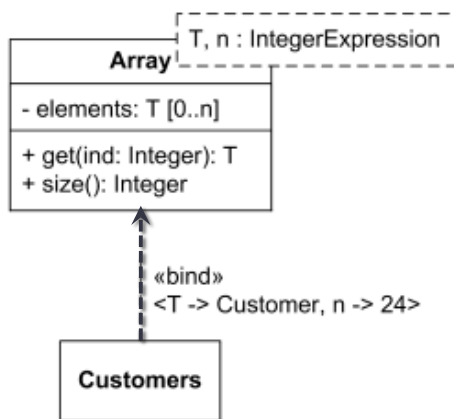 T, n : IntegerExpression
Array
- elements: T [0..n]
+ get(ind: Integer): T
+ size(): Integer
«bind»
<T -> Customer, n -> 24>
Customers